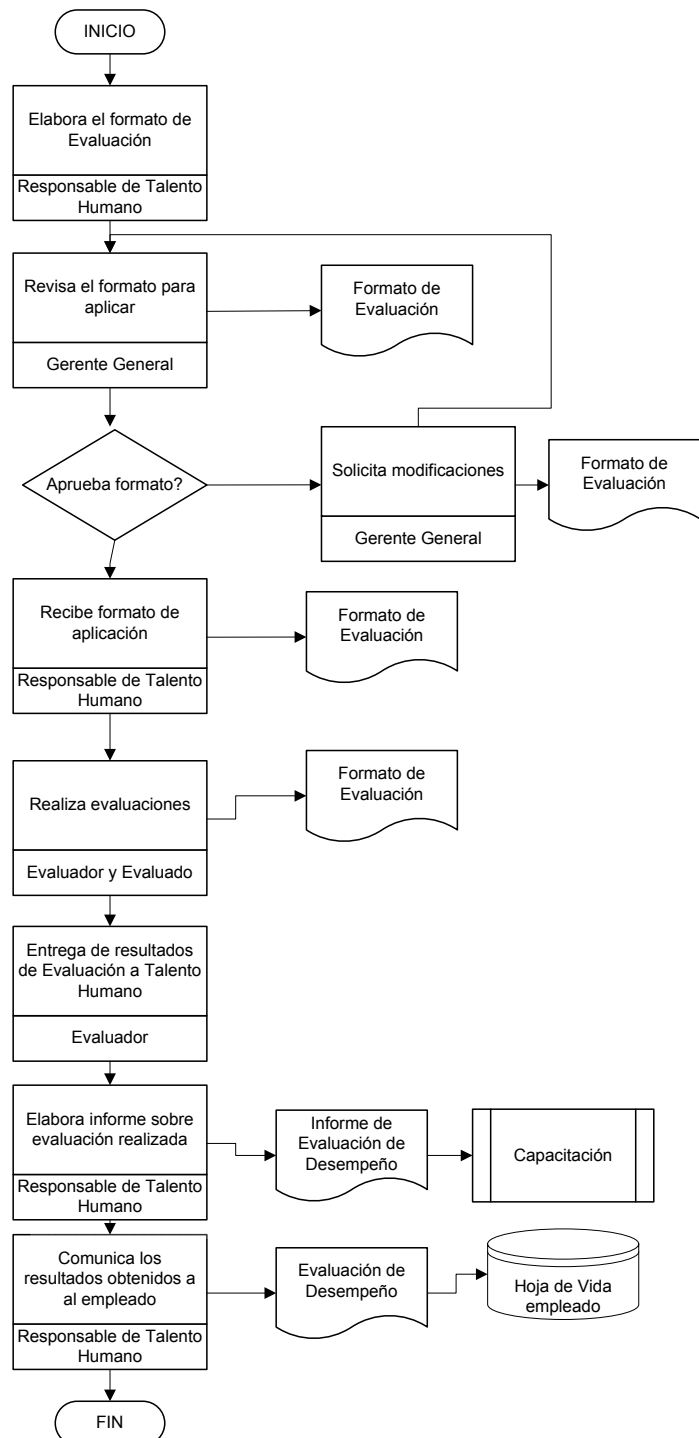 INICIO
Elabora el formato de
Evaluación
Responsable de Talento
Humano
Revisa el formato para
aplicar
Gerente General
Formato de
Evaluación
Aprueba formato?
Solicita modificaciones
Gerente General
Formato de
Evaluación
Recibe formato de
aplicación
Responsable de Talento
Humano
Formato de
Evaluación
Realiza evaluaciones
Evaluador y Evaluado
Formato de
Evaluación
Entrega de resultados
de Evaluación a Talento
Humano
Evaluador
Elabora informe sobre
evaluación realizada
Responsable de Talento
Humano
Informe de
Evaluación de
Desempeño
Capacitación
Comunica los
resultados obtenidos a
al empleado
Responsable de Talento
Humano
Evaluación de
Desempeño
Hoja de Vida
empleado
FIN